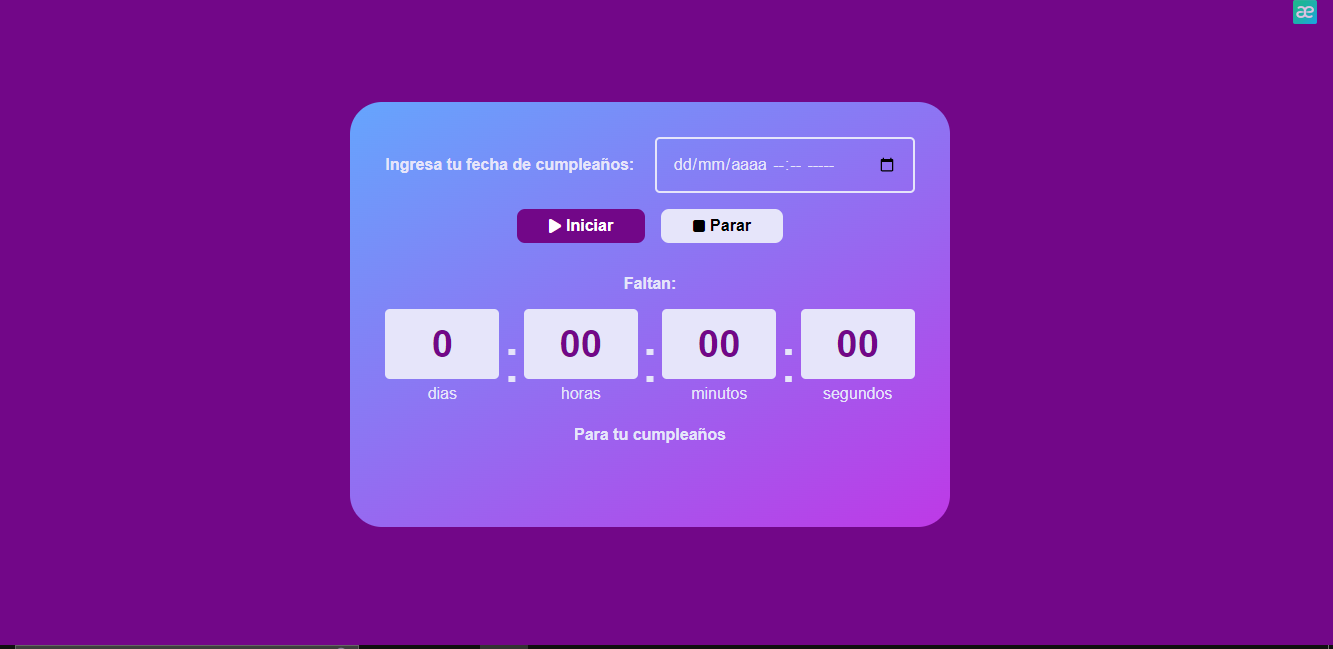 æ
Ingresa tu fecha de cumpleaños: dd/mm/aaaa --:-- -----
Iniciar Parar
Faltan:
0 : 00 : 00 : 00
dias horas minutos segundos
Para tu cumpleaños